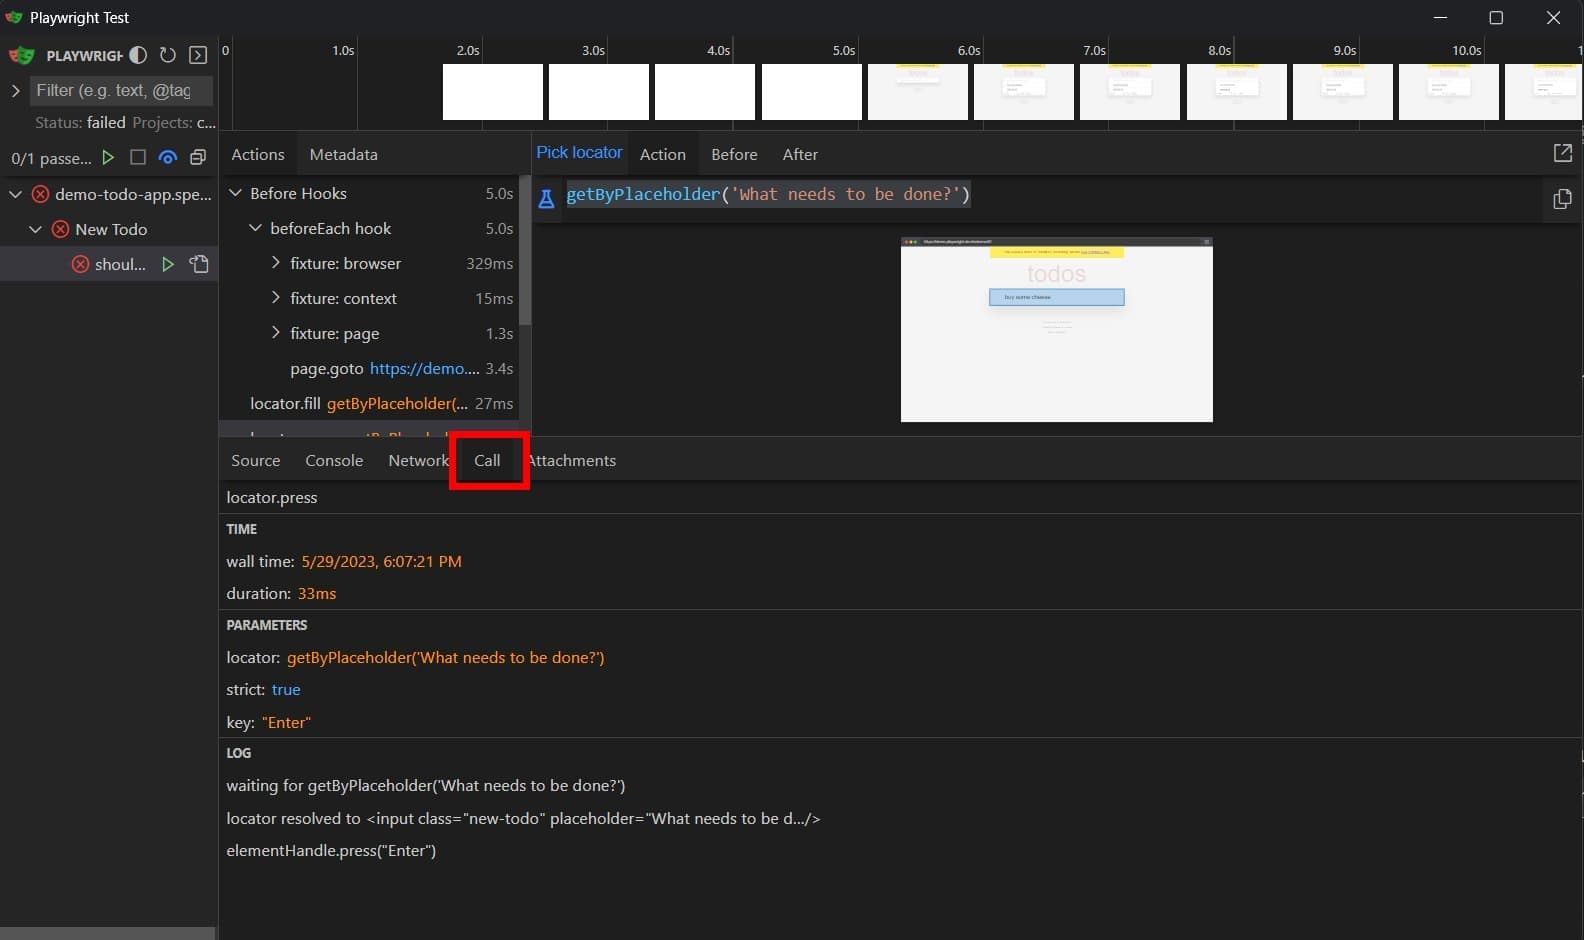 Playwright Test
PLAYWRIGH
Filter (e.g. text, @tag
Status: failed Projects: c...
0/1 passe...
demo-todo-app.spe...
New Todo
shoul...
0 1.0s 2.0s 3.0s 4.0s 5.0s 6.0s 7.0s 8.0s 9.0s 10.0s
Actions Metadata
Before Hooks 5.0s
beforeEach hook 5.0s
fixture: browser 329ms
fixture: context 15ms
fixture: page 1.3s
page.goto https://demo.... 3.4s
locator.fill getByPlaceholder(... 27ms
Pick locator Action Before After
getByPlaceholder('What needs to be done?')
todos
buy some cheese
Source Console Network Call Attachments
locator.press
TIME
wall time: 5/29/2023, 6:07:21 PM
duration: 33ms
PARAMETERS
locator: getByPlaceholder('What needs to be done?')
strict: true
key: "Enter"
LOG
waiting for getByPlaceholder('What needs to be done?')
locator resolved to <input class="new-todo" placeholder="What needs to be d.../>
elementHandle.press("Enter")